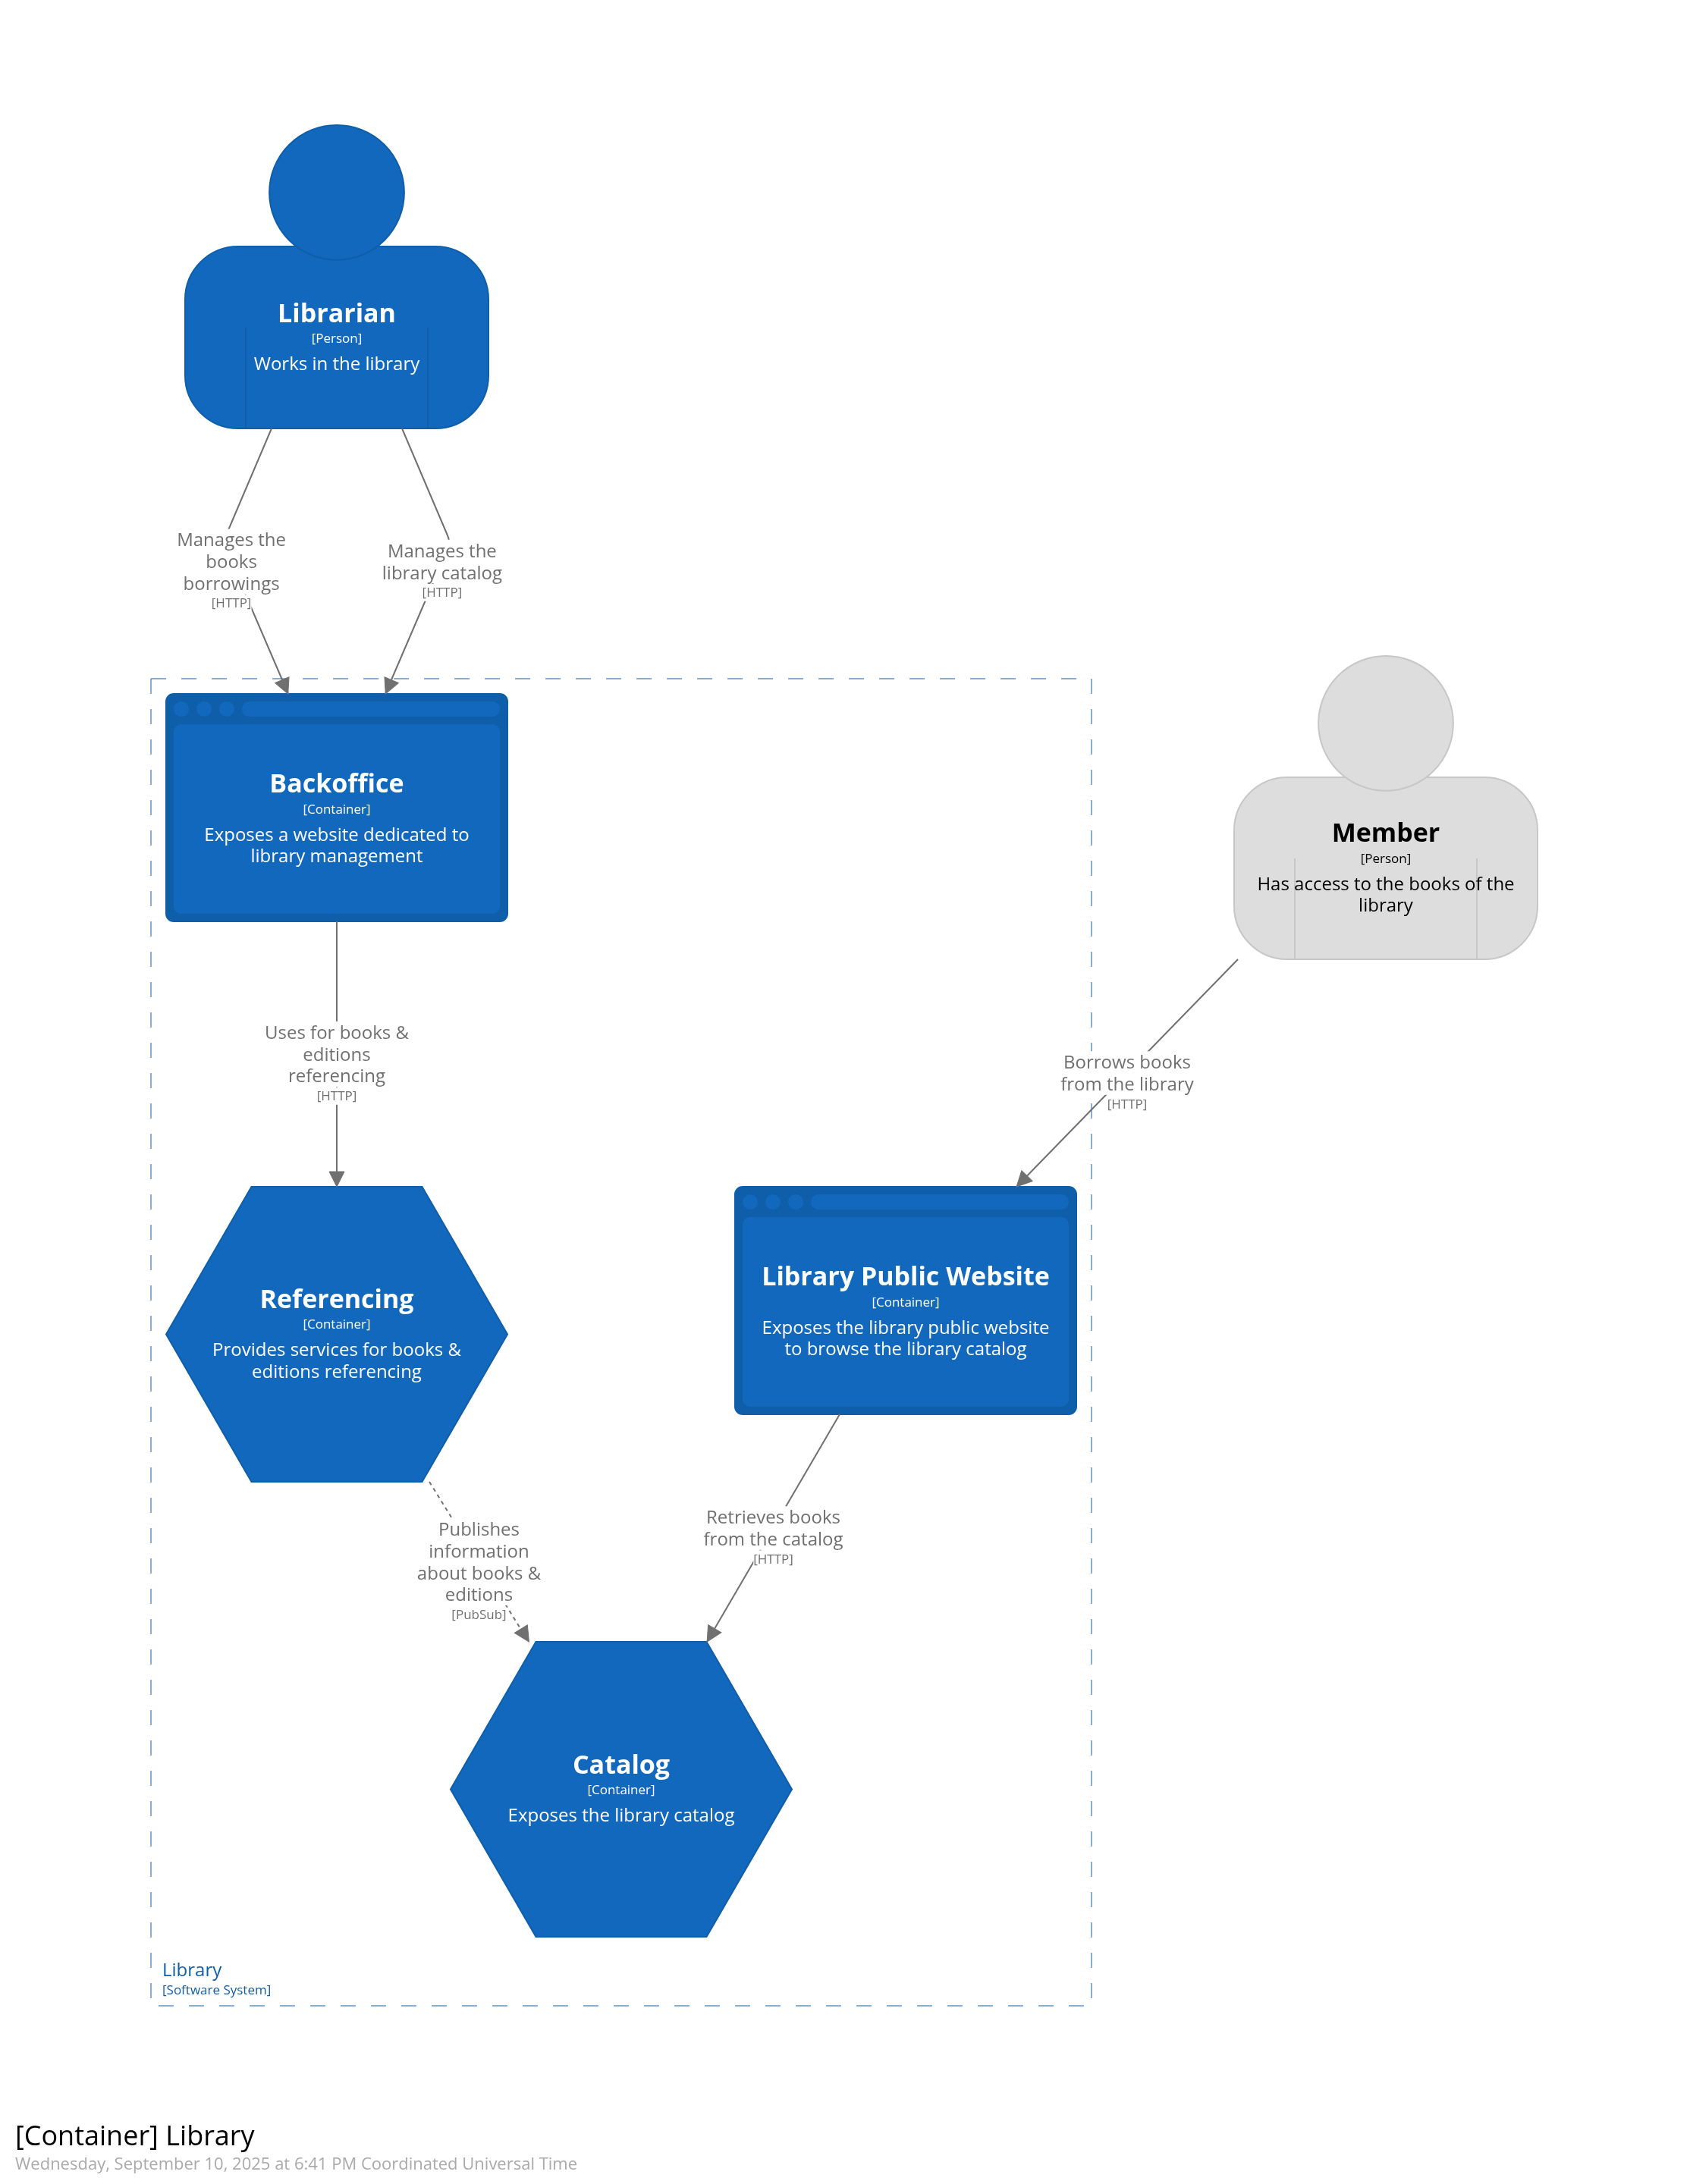 Librarian
[Person]
Works in the library
Manages the
books
borrowings
[HTTP]
Manages the
library catalog
[HTTP]
Backoffice
[Container]
Exposes a website dedicated to
library management
Member
[Person]
Has access to the books of the
library
Uses for books &
editions
referencing
[HTTP]
Borrows books
from the library
[HTTP]
Referencing
[Container]
Provides services for books &
editions referencing
Library Public Website
[Container]
Exposes the library public website
to browse the library catalog
Publishes
information
about books &
editions
[PubSub]
Retrieves books
from the catalog
[HTTP]
Catalog
[Container]
Exposes the library catalog
Library
[Software System]
[Container] Library
Wednesday, September 10, 2025 at 6:41 PM Coordinated Universal Time